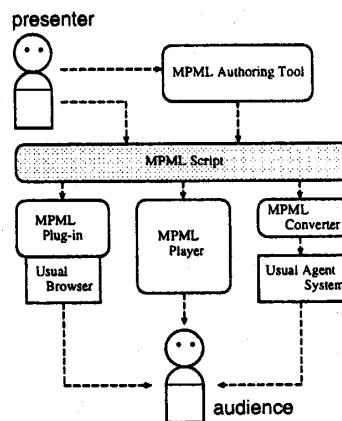 presenter
MPML Authoring Tool
MPML Script
MPML
Plug-in
Usual
Browser
MPML
Player
MPML
Converter
Usual Agent
System
audience